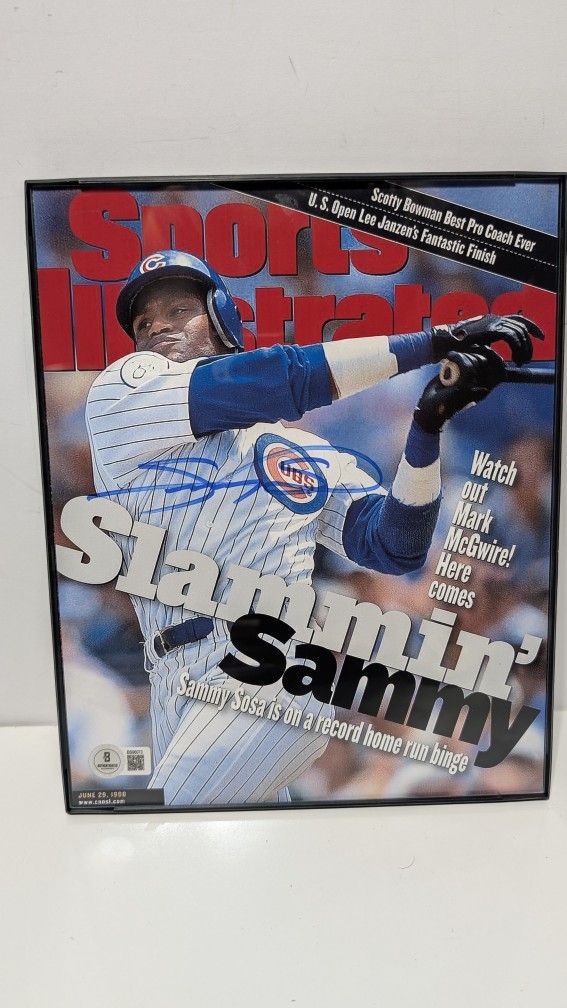 Scotty Bowman Best Pro Coach Ever
U. S. Open Lee Janzen's Fantastic Finish
Sports
Illustrated
C
CUBS
Watch
out
Mark
McGwire!
Here
comes
Slammin'
Sammy
Sammy Sosa is on a record home run binge
B
JUNE 29, 1998
www.cnnsi.com